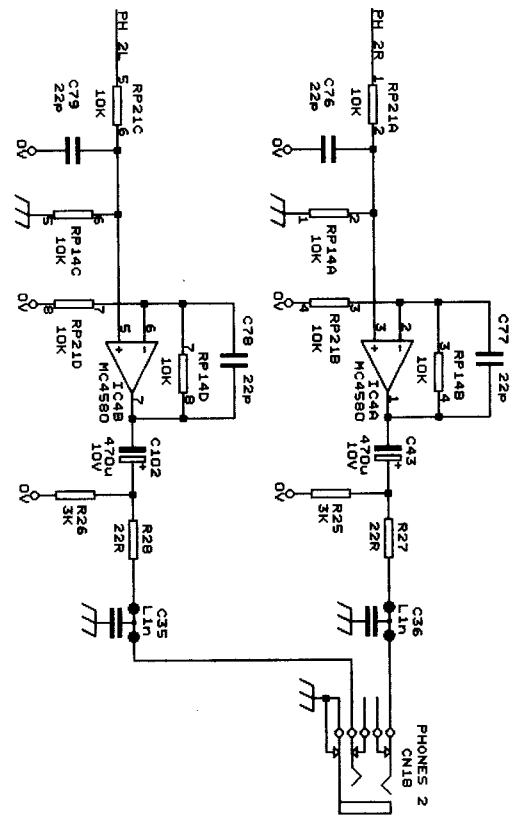 PH 2R
1
RP21A
10K
2
C76
22p
0V
2
1
RP14A
10K
3
4
RP21B
10K
0V
3
2
1
+
-
IC4A
MC4580
3
4
RP14B
10K
C77
22p
C43
470u
10V
+
R25
3K
0V
R27
22R
C36
L1n
PHONES 2
CN1B
PH 2L
5
RP21C
10K
6
C79
22p
0V
6
5
RP14C
10K
7
8
RP21D
10K
0V
5
6
7
+
-
IC4B
MC4580
7
8
RP14D
10K
C78
22p
C102
470u
10V
+
R26
3K
0V
R28
22R
C35
L1n